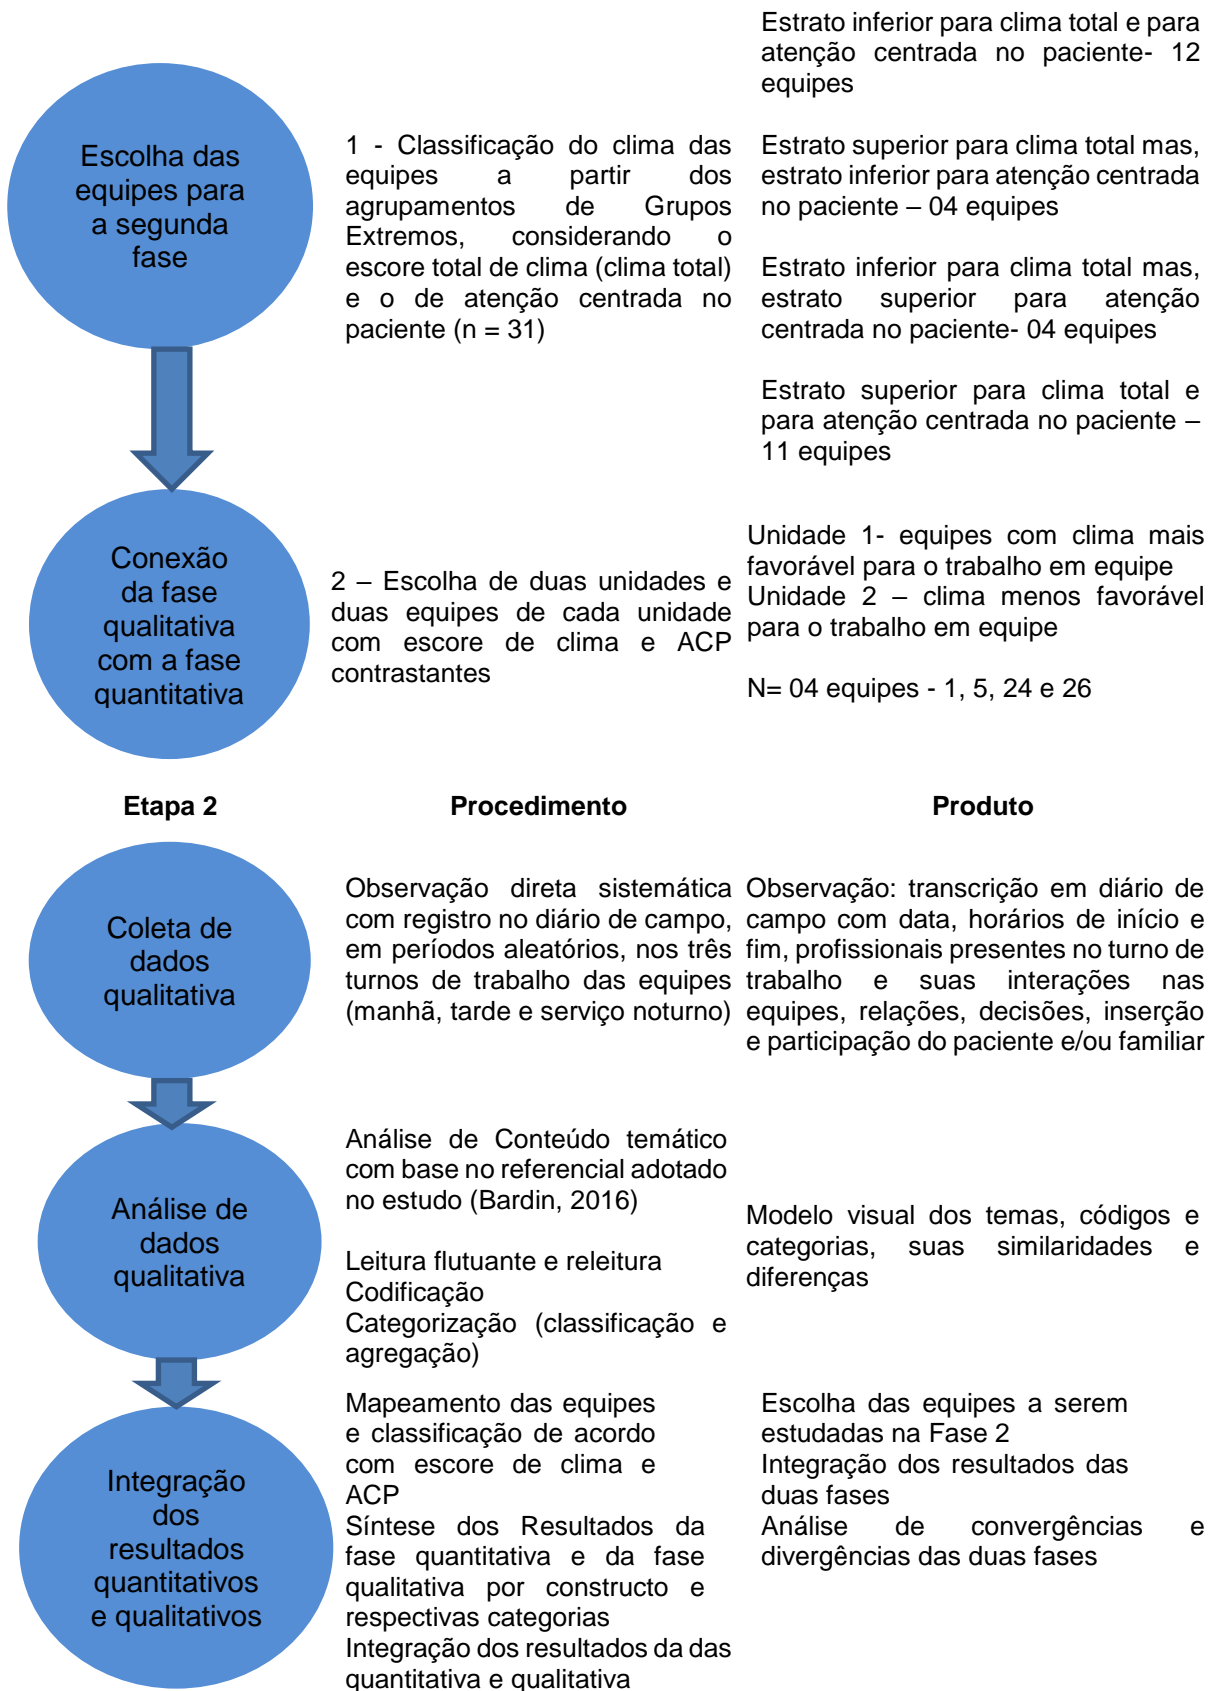 Escolha das
equipes para
a segunda
fase
1 - Classificação do clima das
equipes a partir dos
agrupamentos de Grupos
Extremos, considerando o
escore total de clima (clima total)
e o de atenção centrada no
paciente (n = 31)
Estrato inferior para clima total e para
atenção centrada no paciente- 12
equipes
Estrato superior para clima total mas,
estrato inferior para atenção centrada
no paciente – 04 equipes
Estrato inferior para clima total mas,
estrato superior para atenção
centrada no paciente- 04 equipes
Estrato superior para clima total e
para atenção centrada no paciente –
11 equipes
Conexão
da fase
qualitativa
com a fase
quantitativa
2 – Escolha de duas unidades e
duas equipes de cada unidade
com escore de clima e ACP
contrastantes
Unidade 1- equipes com clima mais
favorável para o trabalho em equipe
Unidade 2 – clima menos favorável
para o trabalho em equipe
N= 04 equipes - 1, 5, 24 e 26
Etapa 2
Procedimento
Produto
Coleta de
dados
qualitativa
Observação direta sistemática
com registro no diário de campo,
em períodos aleatórios, nos três
turnos de trabalho das equipes
(manhã, tarde e serviço noturno)
Observação: transcrição em diário de
campo com data, horários de início e
fim, profissionais presentes no turno de
trabalho e suas interações nas
equipes, relações, decisões, inserção
e participação do paciente e/ou familiar
Análise de
dados
qualitativa
Análise de Conteúdo temático
com base no referencial adotado
no estudo (Bardin, 2016)
Leitura flutuante e releitura
Codificação
Categorização (classificação e
agregação)
Modelo visual dos temas, códigos e
categorias, suas similaridades e
diferenças
Integração
dos
resultados
quantitativos
e qualitativos
Mapeamento das equipes
e classificação de acordo
com escore de clima e
ACP
Síntese dos Resultados da
fase quantitativa e da fase
qualitativa por constructo e
respectivas categorias
Integração dos resultados da das
quantitativa e qualitativa
Escolha das equipes a serem
estudadas na Fase 2
Integração dos resultados das
duas fases
Análise de convergências e
divergências das duas fases